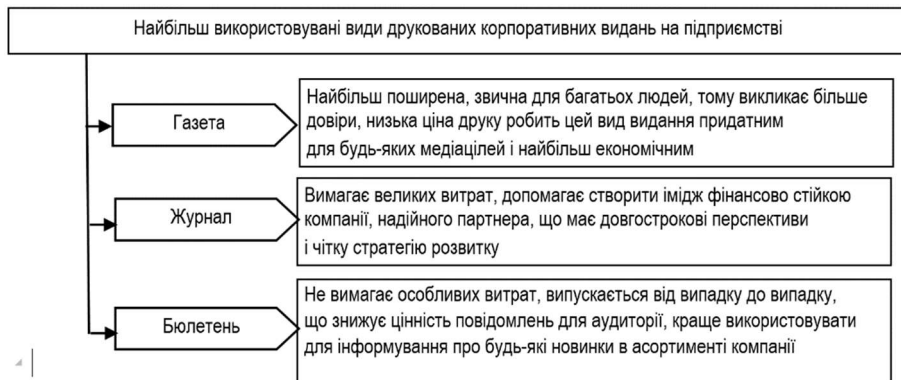 Найбільш використовувані види друкованих корпоративних видань на підприємстві
Газета
Найбільш поширена, звична для багатьох людей, тому викликає більше
довіри, низька ціна друку робить цей вид видання придатним
для будь-яких медіацілей і найбільш економічним
Журнал
Вимагає великих витрат, допомагає створити імідж фінансово стійкою
компанії, надійного партнера, що має довгострокові перспективи
і чітку стратегію розвитку
Бюлетень
Не вимагає особливих витрат, випускається від випадку до випадку,
що знижує цінність повідомлень для аудиторії, краще використовувати
для інформування про будь-які новинки в асортименті компанії